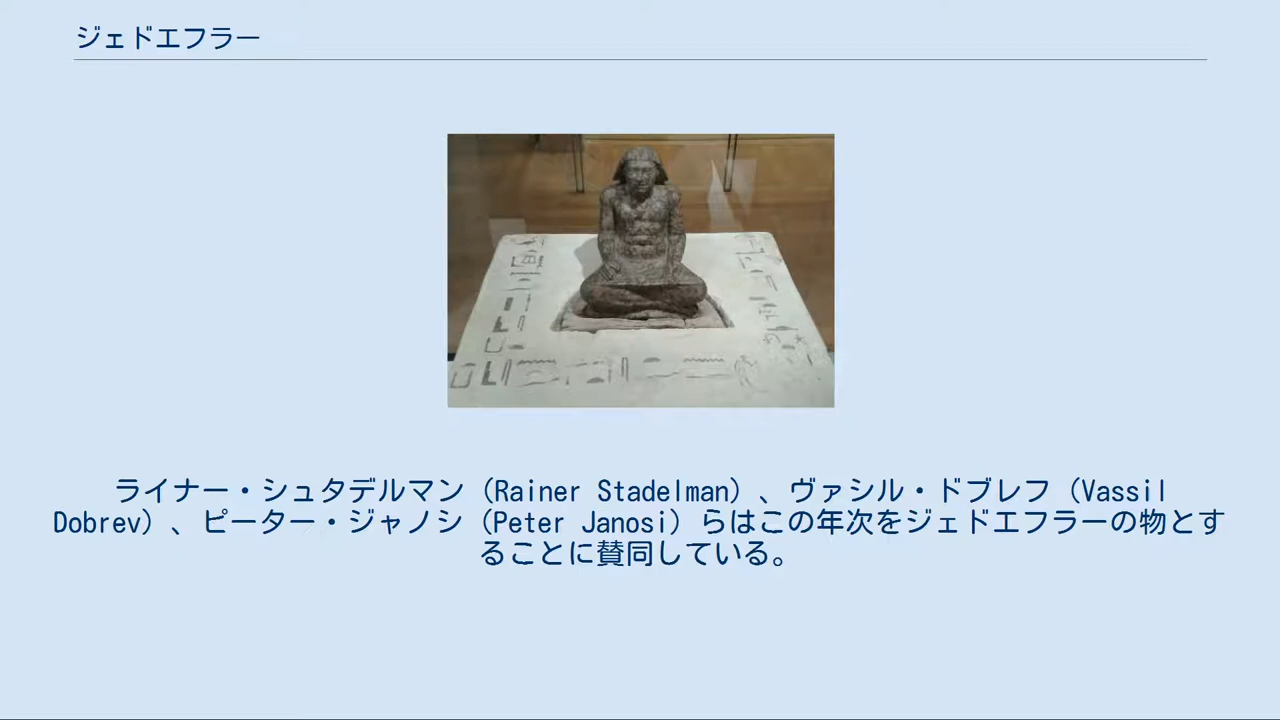 ジェドエフラー
ライナー・シュタデルマン（Rainer Stadelman）、ヴァシル・ドブレフ（Vassil
Dobrev）、ピーター・ジャノシ（Peter Janosi）らはこの年次をジェドエフラーの物とす
ることに賛同している。